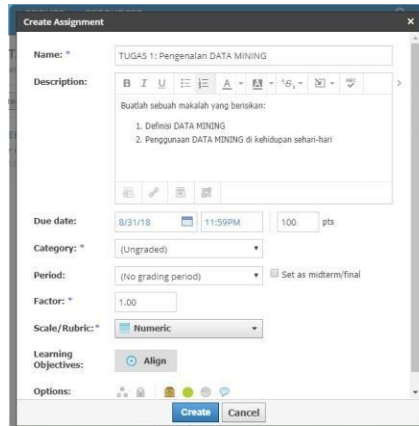 Create Assignment
Name: * TUGAS 1: Pengenalan DATA MINING
Description: B I U A
Buatlah sebuah makalah yang berisikan:
1. Definisi DATA MINING
2. Penggunaan DATA MINING di kehidupan sehari-hari
Due date: 8/31/18 11:59PM 100 pts
Category: * (Ungraded)
Period: (No grading period) Set as midterm/final
Factor: * 1.00
Scale/Rubric: * Numeric
Learning
Objectives: Align
Options:
Create Cancel